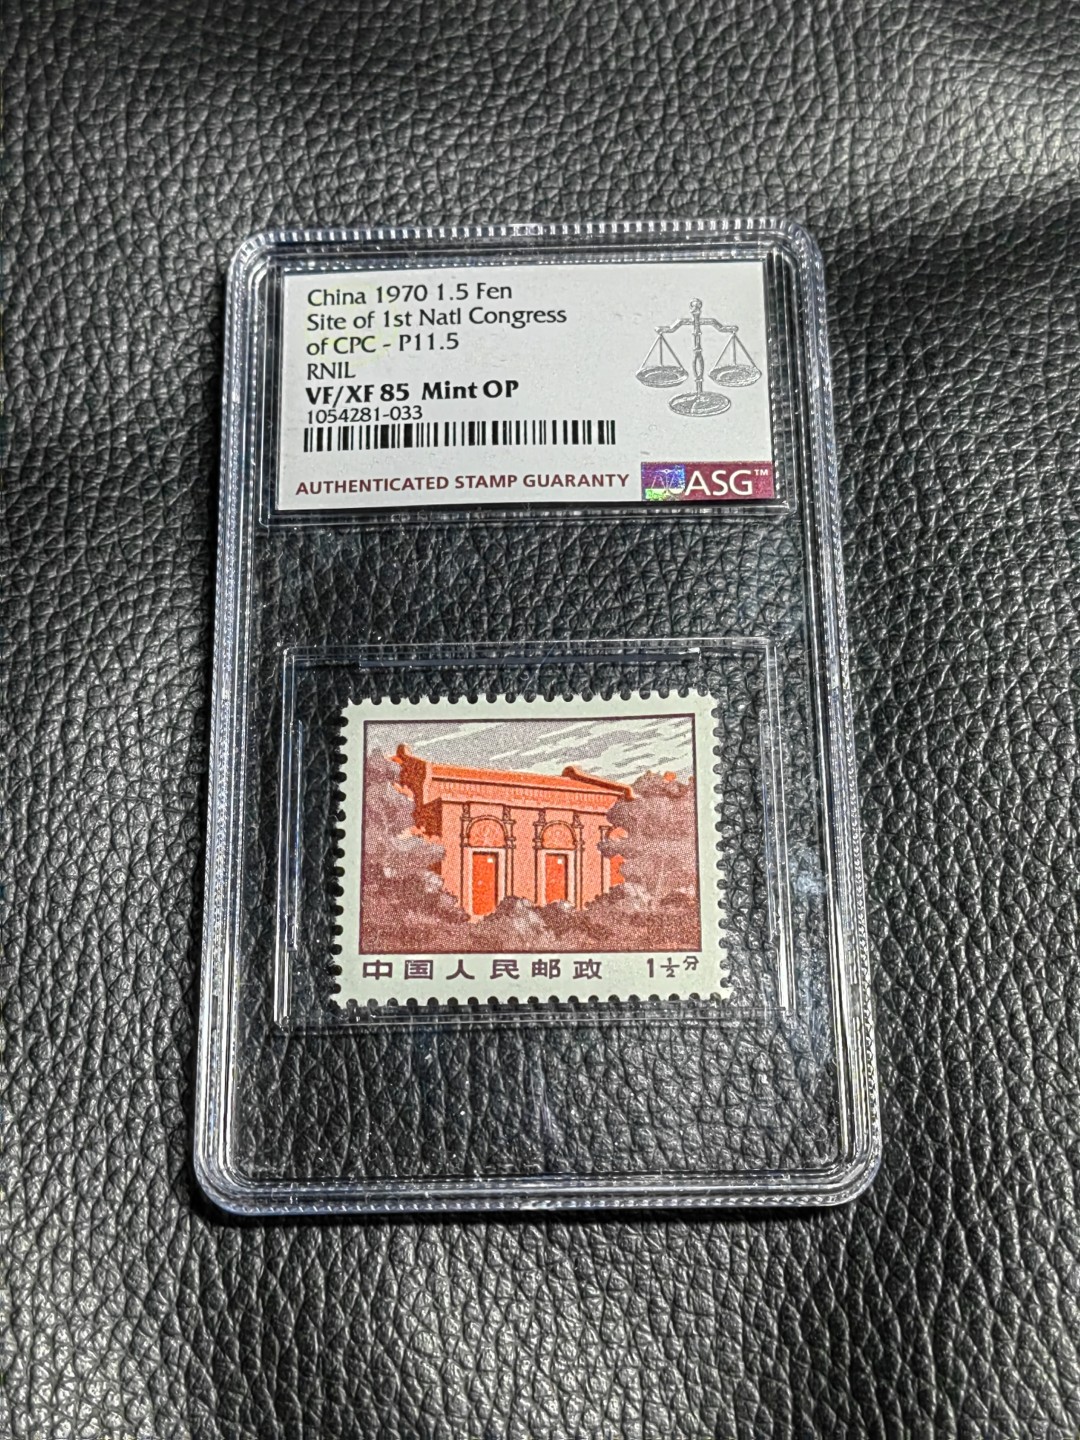 China 1970 1.5 Fen
Site of 1st Natl Congress
of CPC - P11.5
RNIL
VF/XF 85 Mint OP
1054281-033
AUTHENTICATED STAMP GUARANTY
ASG™
中国人民邮政 1½分